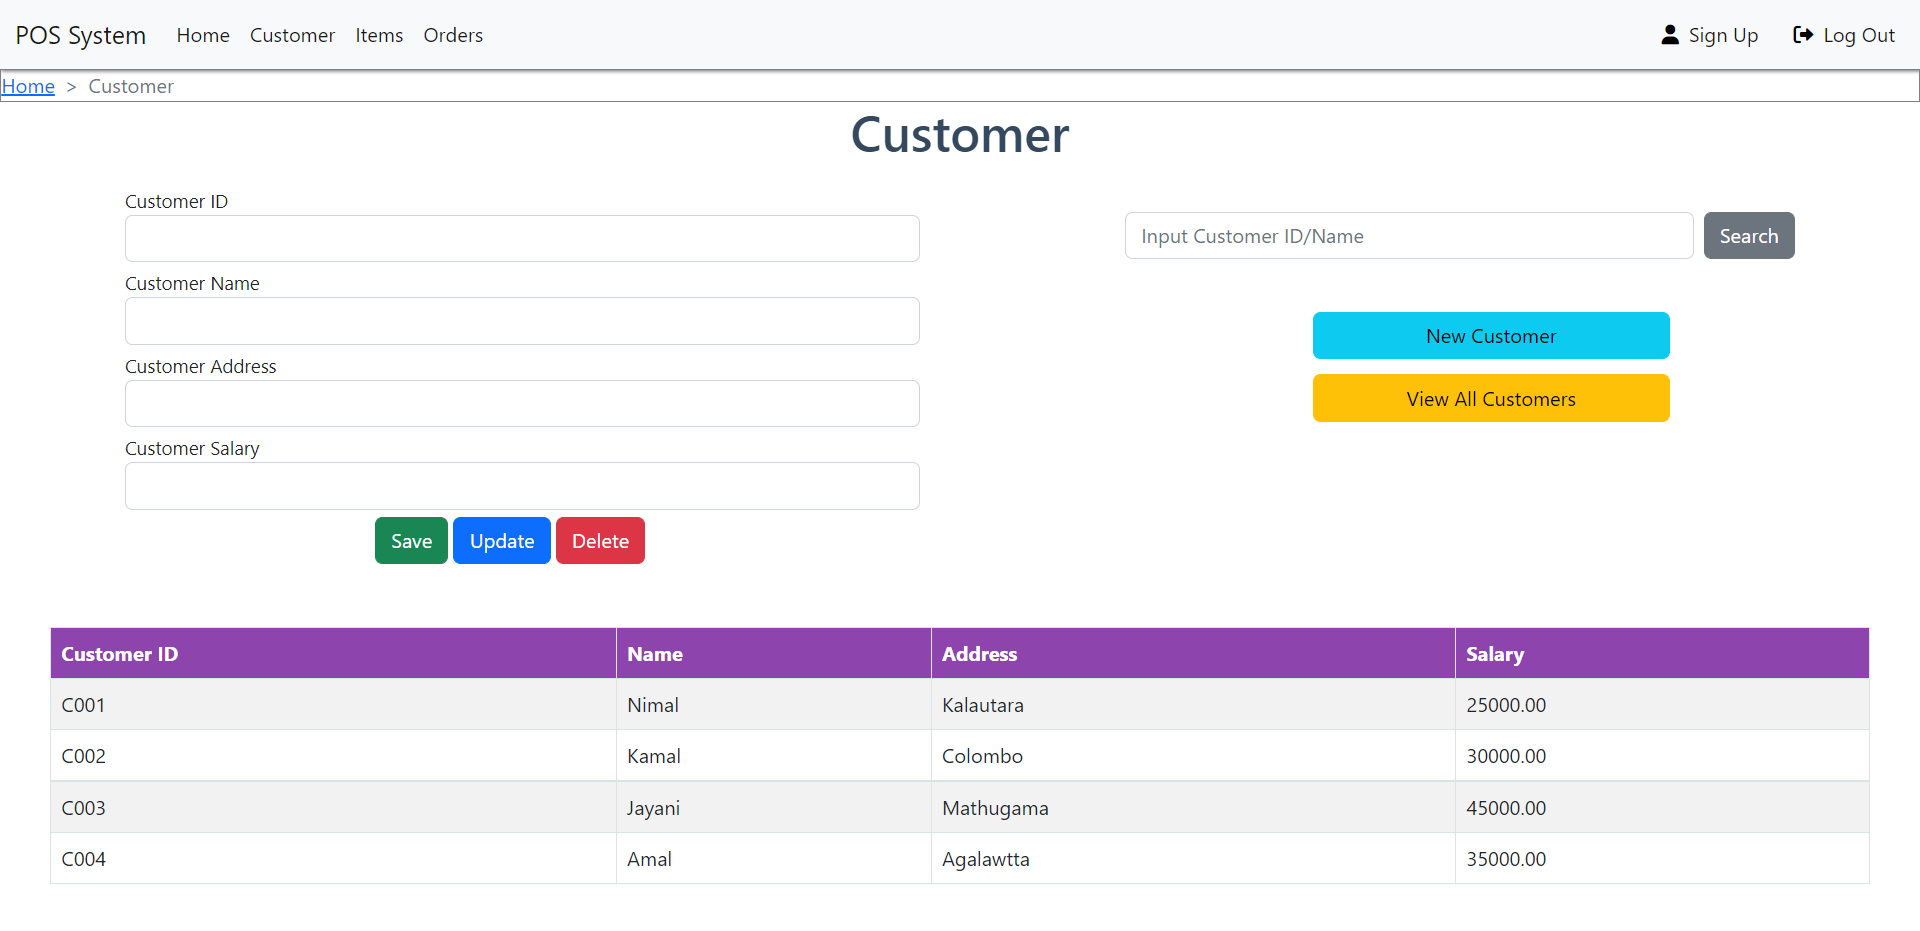 POS System Home Customer Items Orders Sign Up Log Out
Home > Customer
Customer
Customer ID
Customer Name
Customer Address
Customer Salary
Save Update Delete
Input Customer ID/Name Search
New Customer
View All Customers
Customer ID Name Address Salary
C001 Nimal Kalautara 25000.00
C002 Kamal Colombo 30000.00
C003 Jayani Mathugama 45000.00
C004 Amal Agalawtta 35000.00